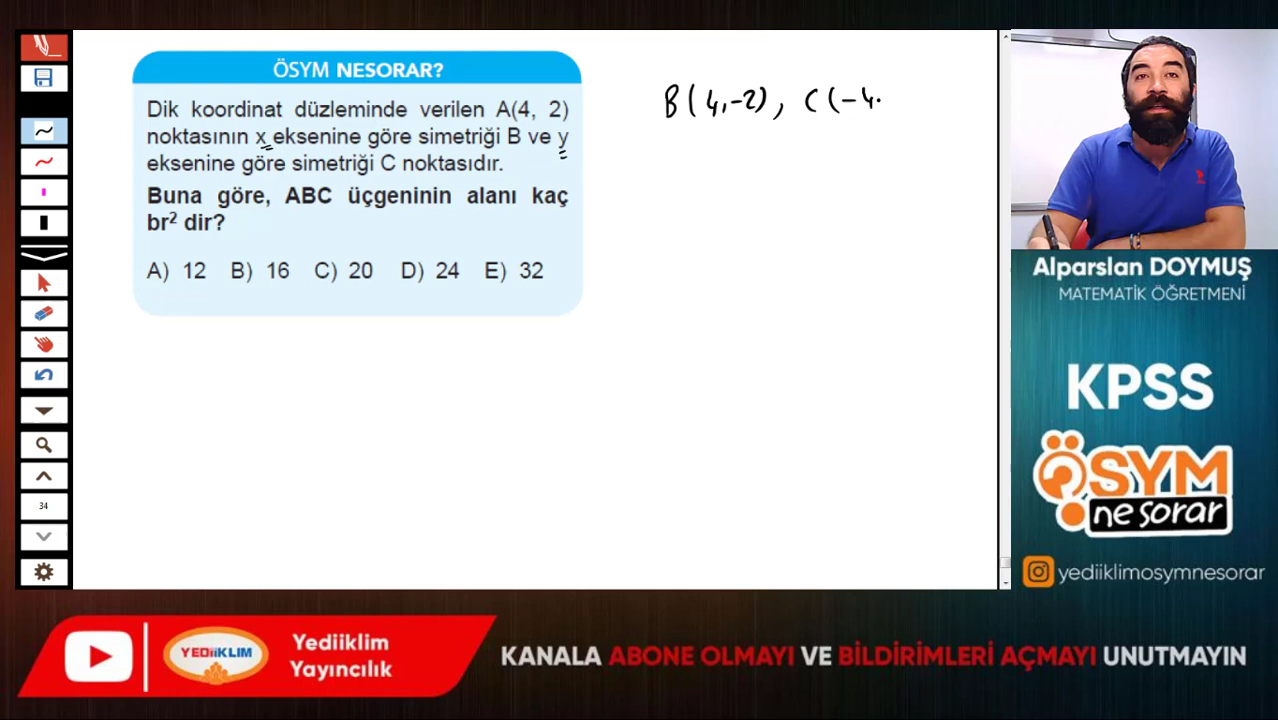 ÖSYM NESORAR?
Dik koordinat düzleminde verilen A(4, 2)
noktasının x eksenine göre simetriği B ve y
eksenine göre simetriği C noktasıdır.
Buna göre, ABC üçgeninin alanı kaç
br² dir?
A) 12 B) 16 C) 20 D) 24 E) 32
B(4,-2), C(-4
34
Alparslan DOYMUŞ
MATEMATİK ÖĞRETMENİ
KPSS
ÖSYM
ne sorar
yediiklimosymnesorar
YEDiiKLiM
Yediiklim
Yayıncılık
KANALA ABONE OLMAYI VE BİLDİRİMLERİ AÇMAYI UNUTMAYIN